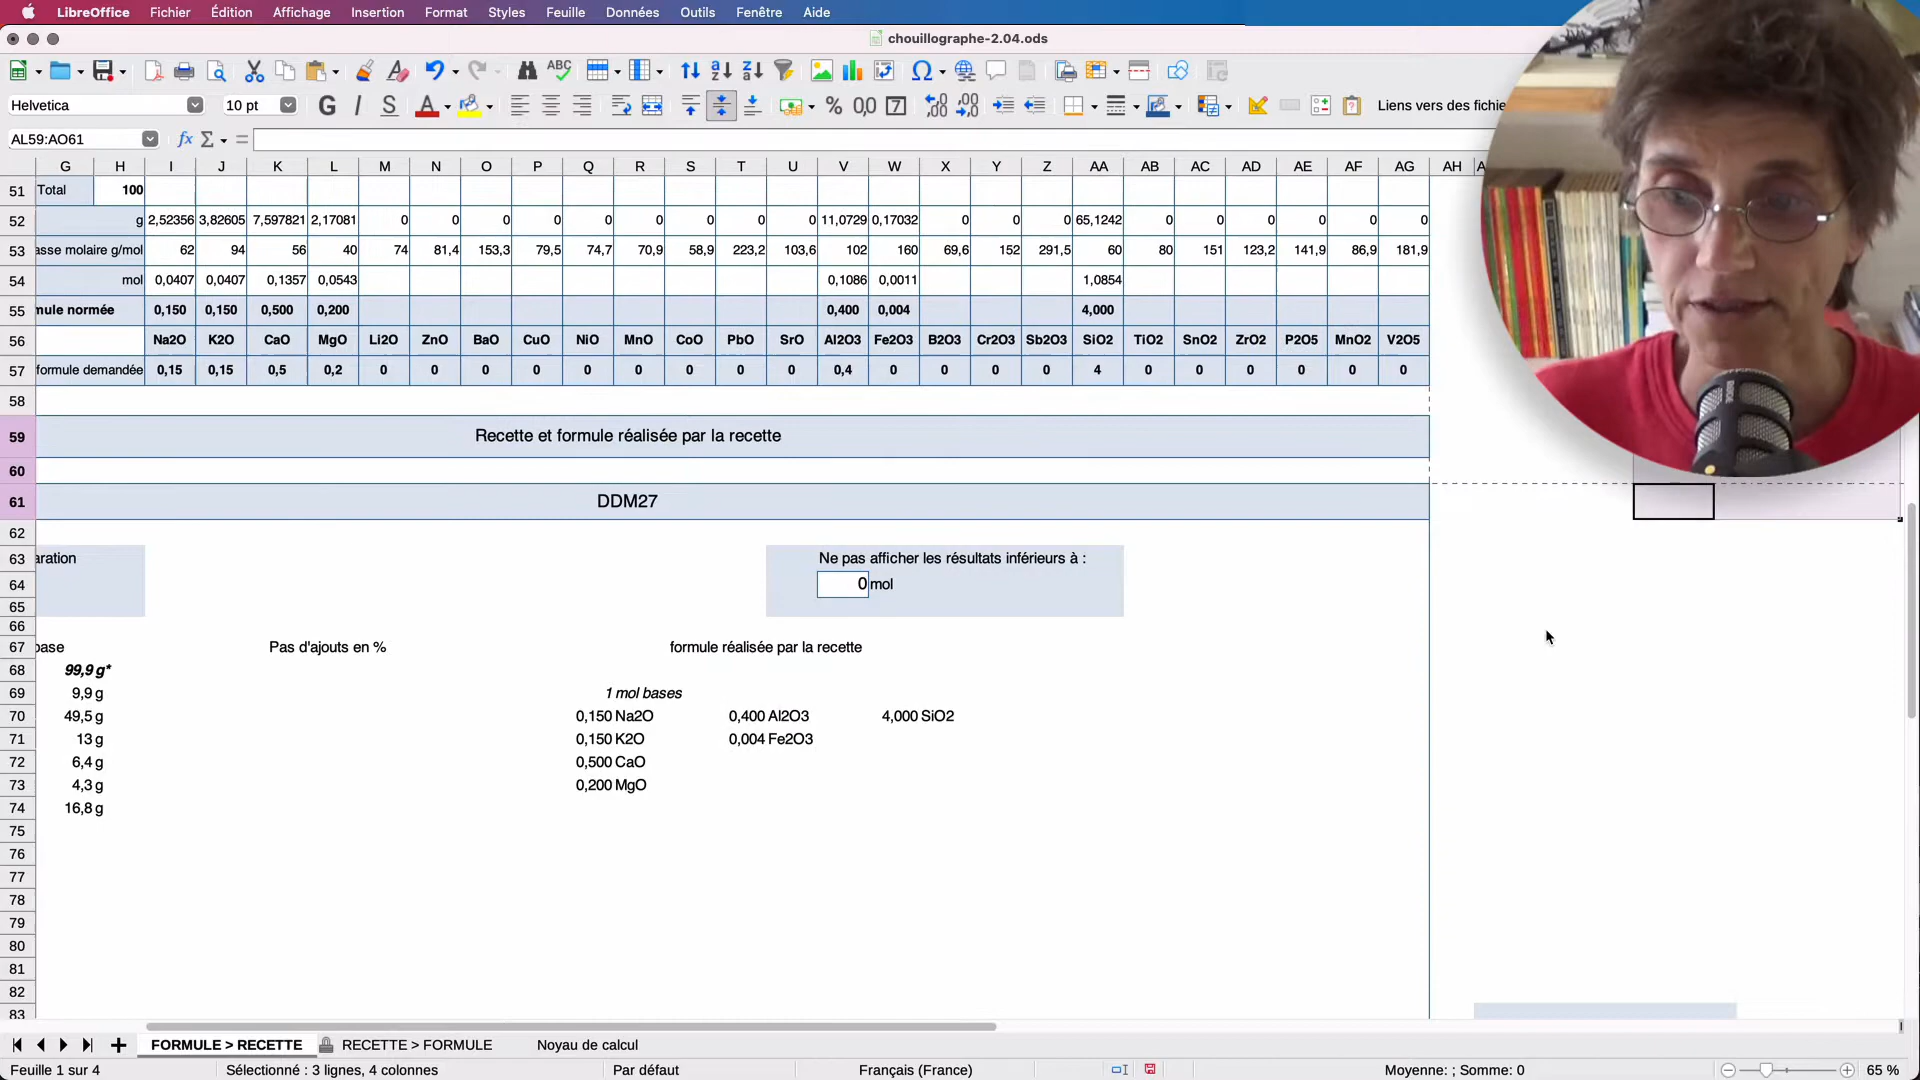 LibreOffice Fichier Édition Affichage Insertion Format Styles Feuille Données Outils Fenêtre Aide
chouillographe-2.04.ods
Helvetica 10 pt G I S Liens vers des fichie
AL59:AO61
G H I J K L M N O P Q R S T U V W X Y Z AA AB AC AD AE AF AG AH
51 Total 100
52 g 2,52356 3,82605 7,597821 2,17081 0 0 0 0 0 0 0 0 0 11,0729 0,17032 0 0 0 65,1242 0 0 0 0 0 0
53 asse molaire g/mol 62 94 56 40 74 81,4 153,3 79,5 74,7 70,9 58,9 223,2 103,6 102 160 69,6 152 291,5 60 80 151 123,2 141,9 86,9 181,9
54 mol 0,0407 0,0407 0,1357 0,0543 0,1086 0,0011 1,0854
55 mule normée 0,150 0,150 0,500 0,200 0,400 0,004 4,000
56 Na2O K2O CaO MgO Li2O ZnO BaO CuO NiO MnO CoO PbO SrO Al2O3 Fe2O3 B2O3 Cr2O3 Sb2O3 SiO2 TiO2 SnO2 ZrO2 P2O5 MnO2 V2O5
57 formule demandée 0,15 0,15 0,5 0,2 0 0 0 0 0 0 0 0 0 0,4 0 0 0 0 4 0 0 0 0 0 0
58
59 Recette et formule réalisée par la recette
60
61 DDM27
62
63 aration Ne pas afficher les résultats inférieurs à :
64 0 mol
65
66
67 base Pas d'ajouts en % formule réalisée par la recette
68 99,9 g*
69 9,9 g 1 mol bases
70 49,5 g 0,150 Na2O 0,400 Al2O3 4,000 SiO2
71 13 g 0,150 K2O 0,004 Fe2O3
72 6,4 g 0,500 CaO
73 4,3 g 0,200 MgO
74 16,8 g
75
76
77
78
79
80
81
82
83
FORMULE > RECETTE RECETTE > FORMULE Noyau de calcul
Feuille 1 sur 4 Sélectionné : 3 lignes, 4 colonnes Par défaut Français (France) Moyenne: ; Somme: 0 65 %